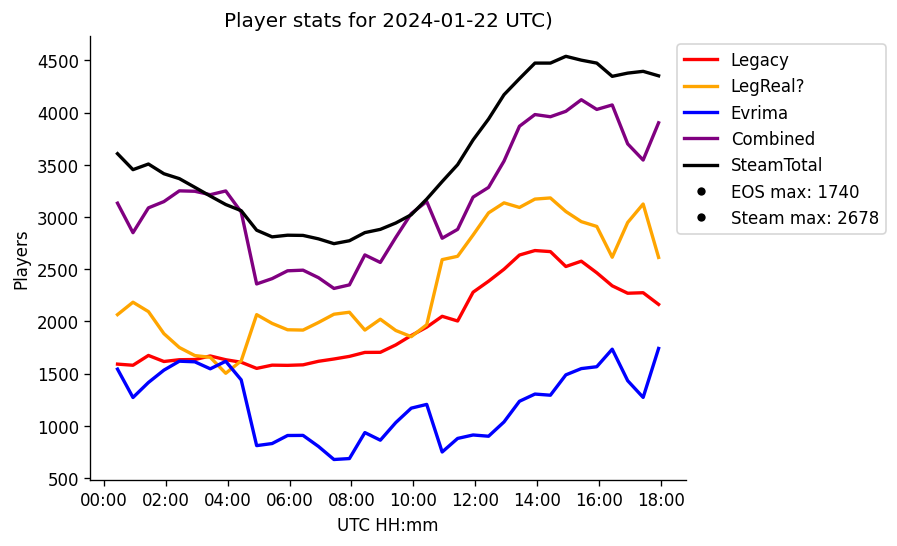 Player stats for 2024-01-22 UTC)
4500
4000
3500
3000
2500
2000
1500
1000
500
Players
00:00 02:00 04:00 06:00 08:00 10:00 12:00 14:00 16:00 18:00
UTC HH:mm
Legacy
LegReal?
Evrima
Combined
SteamTotal
EOS max: 1740
Steam max: 2678